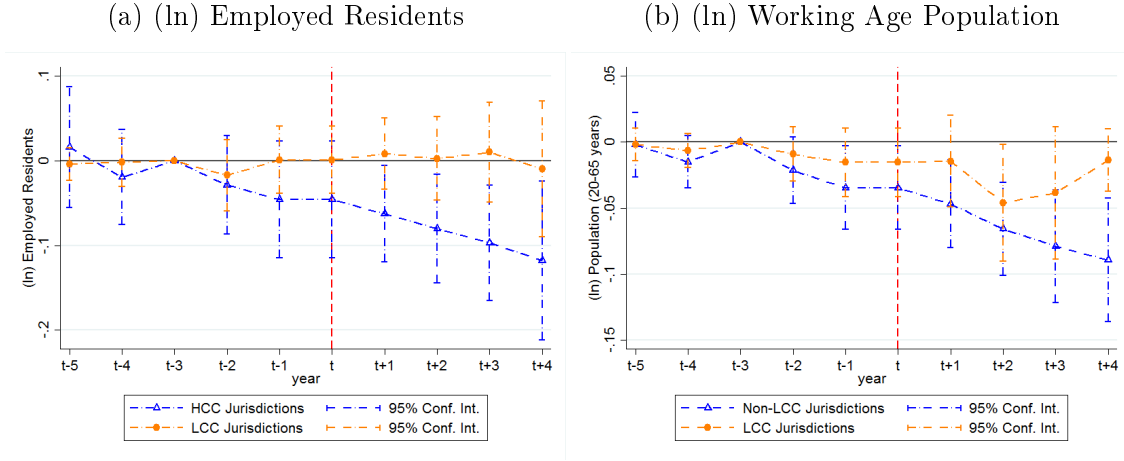 (a) (ln) Employed Residents
(ln) Employed Residents
.1
0
-.1
-.2
t-5 t-4 t-3 t-2 t-1 t t+1 t+2 t+3 t+4
year
HCC Jurisdictions 95% Conf. Int.
LCC Jurisdictions 95% Conf. Int.
(b) (ln) Working Age Population
(ln) Population (20-65 years)
.05
0
-.05
-.1
-.15
t-5 t-4 t-3 t-2 t-1 t t+1 t+2 t+3 t+4
year
Non-LCC Jurisdictions 95% Conf. Int.
LCC Jurisdictions 95% Conf. Int.